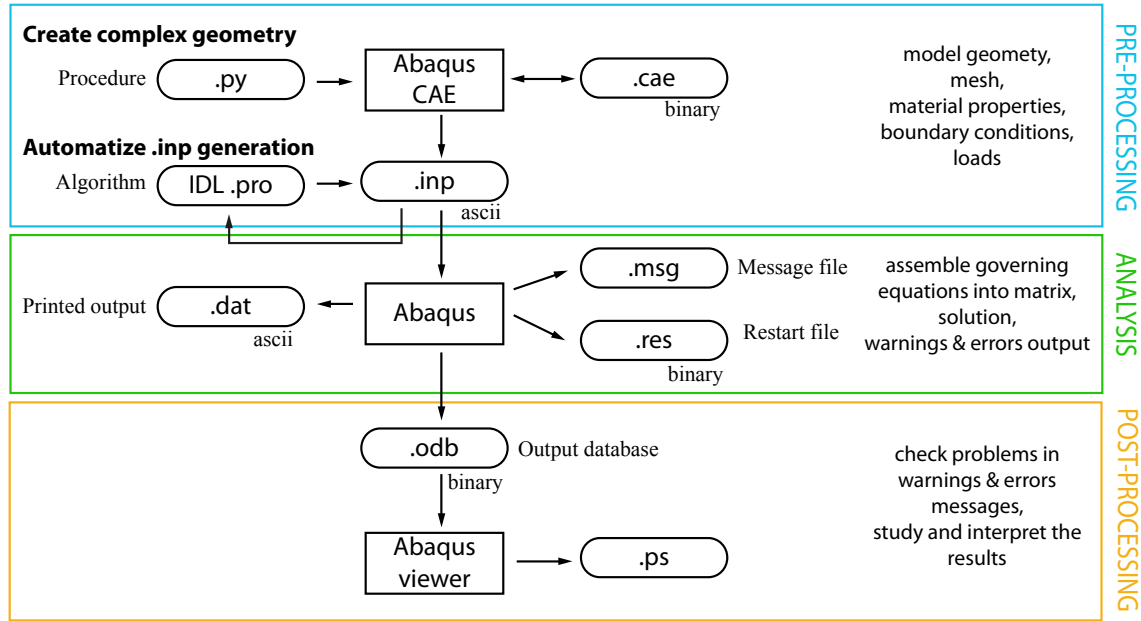 Create complex geometry
Procedure
.py
Abaqus
CAE
.cae
binary
model geomety,
mesh,
material properties,
boundary conditions,
loads
PRE-PROCESSING
Automatize .inp generation
Algorithm
IDL .pro
.inp
ascii
Printed output
.dat
ascii
Abaqus
.msg
Message file
.res
Restart file
binary
assemble governing
equations into matrix,
solution,
warnings & errors output
ANALYSIS
.odb
Output database
binary
Abaqus
viewer
.ps
check problems in
warnings & errors
messages,
study and interpret the
results
POST-PROCESSING